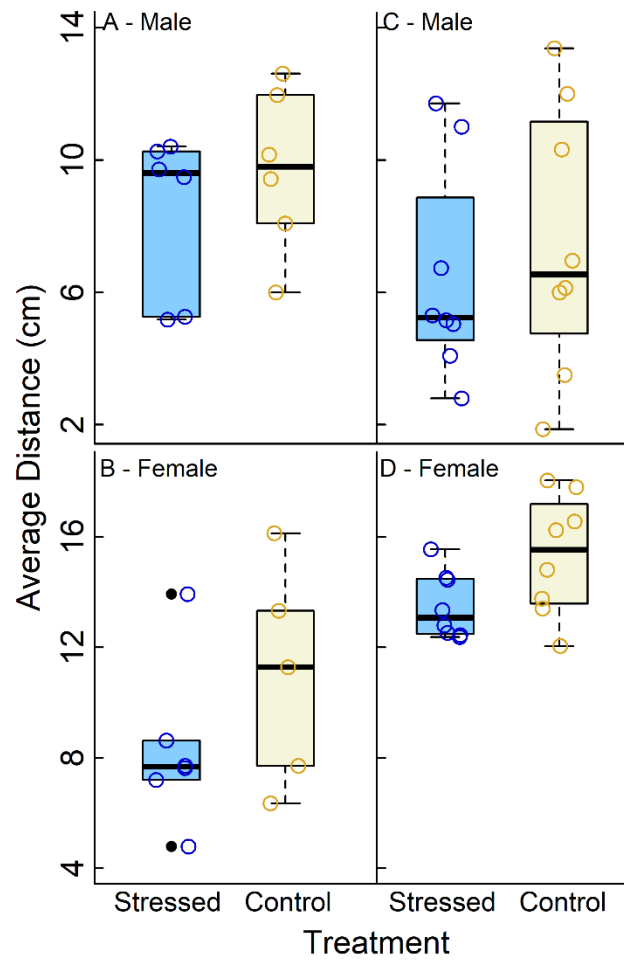 A - Male
C - Male
14
10
6
2
B - Female
D - Female
16
12
8
4
Average Distance (cm)
Stressed Control Stressed Control
Treatment